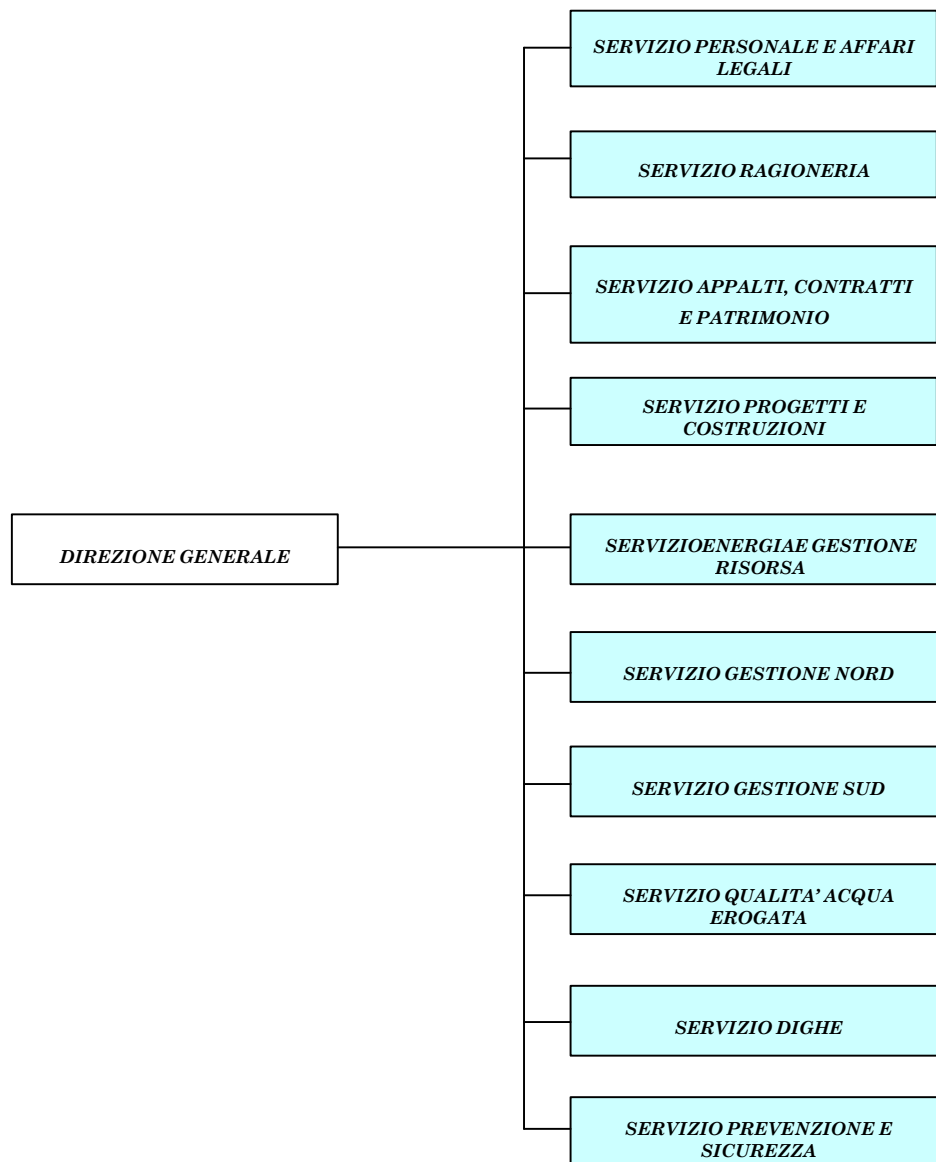 SERVIZIO PERSONALE E AFFARI
LEGALI
SERVIZIO RAGIONERIA
SERVIZIO APPALTI, CONTRATTI
E PATRIMONIO
SERVIZIO PROGETTI E
COSTRUZIONI
DIREZIONE GENERALE
SERVIZIOENERGIAE GESTIONE
RISORSA
SERVIZIO GESTIONE NORD
SERVIZIO GESTIONE SUD
SERVIZIO QUALITA’ ACQUA
EROGATA
SERVIZIO DIGHE
SERVIZIO PREVENZIONE E
SICUREZZA